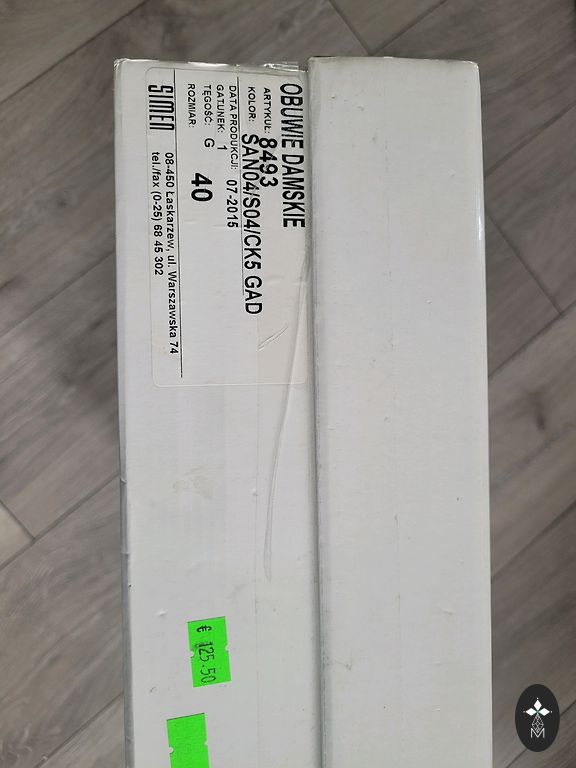 OBUWIE DAMSKIE
ARTYKUŁ: 8493
KOLOR: SAN04/S04/CK5 GAD
DATA PRODUKCJI: 07-2015
GATUNEK: 1
TĘGOŚĆ: G
ROZMIAR: 40
SIMEN
08-450 Łaskarzew, ul. Warszawska 74
tel./fax (0-25) 68 45 302
€ 125.50
M